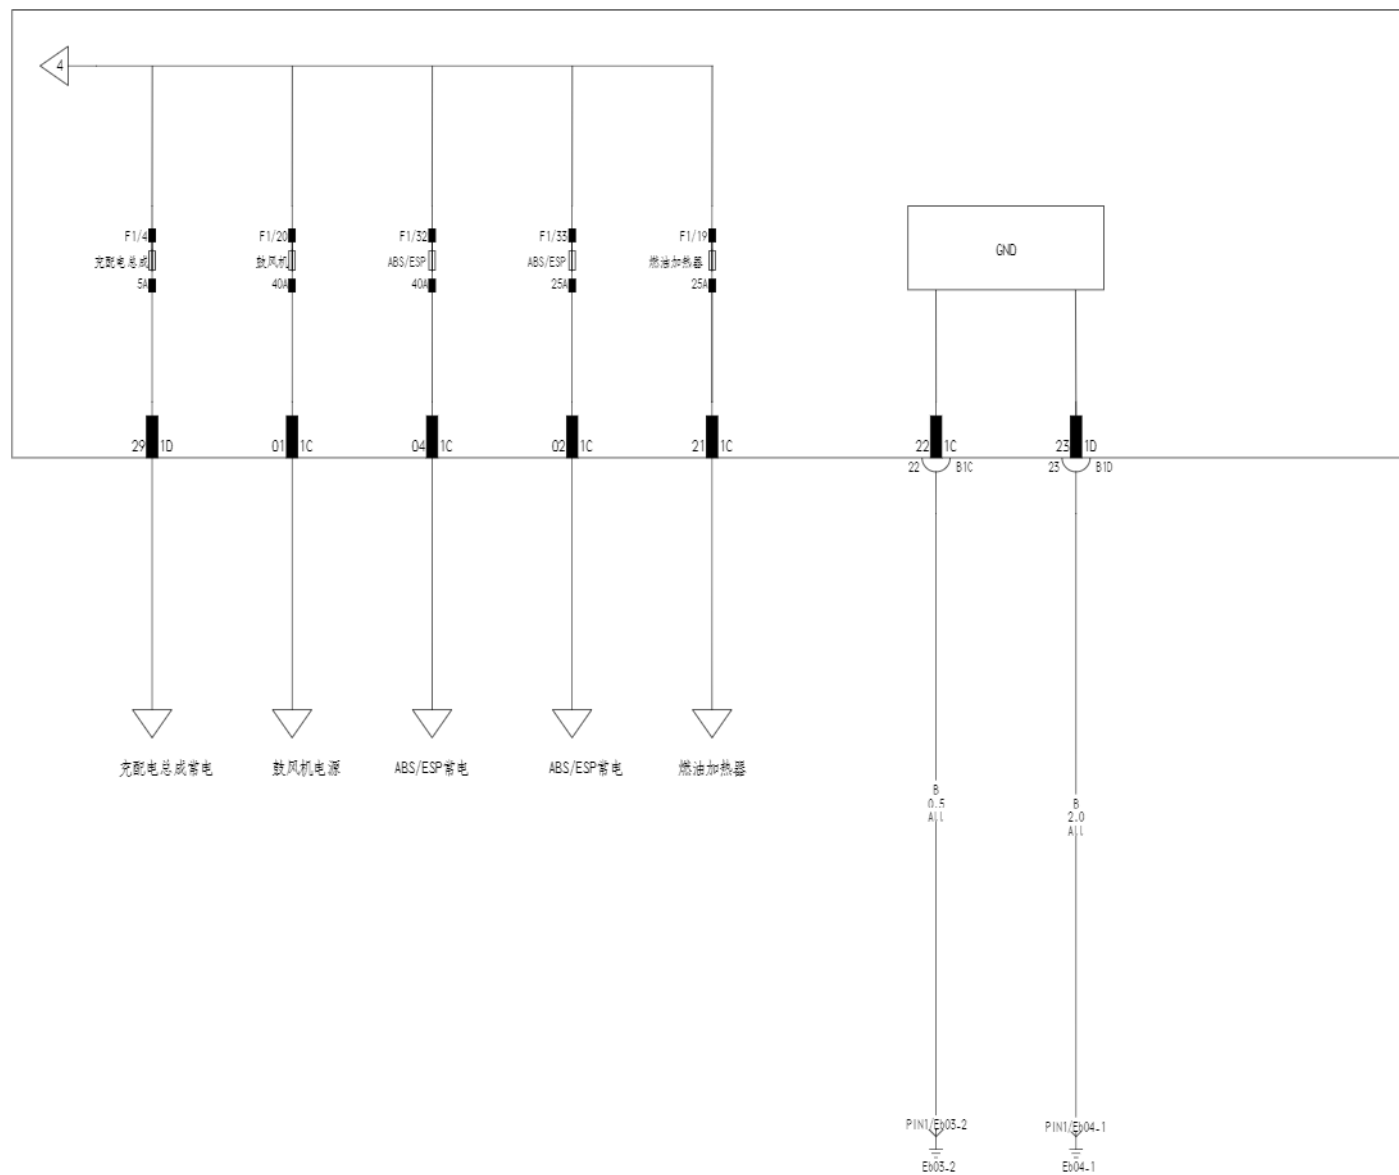 4
F1/4
充配电总成
5A
F1/20
鼓风机
40A
F1/32
ABS/ESP
40A
F1/33
ABS/ESP
25A
F1/19
燃油加热器
25A
GND
29 1D
01 1C
04 1C
02 1C
21 1C
22 1C
23 1D
22 B1C
23 B1D
充配电总成常电
鼓风机电源
ABS/ESP常电
ABS/ESP常电
燃油加热器
B
0.5
All
B
2.0
All
PIN1/Eb03-2
PIN1/Eb04-1
Eb03-2
Eb04-1